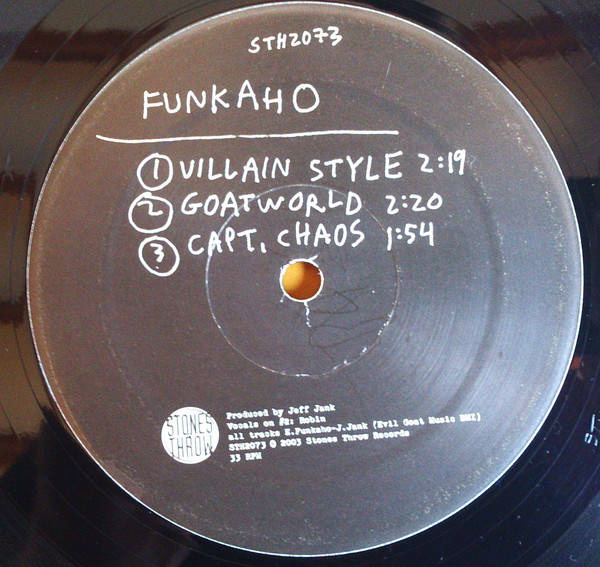 STH2073
FUNKAHO
1 VILLAIN STYLE 2:19
2 GOATWORLD 2:20
3 CAPT. CHAOS 1:54
STONES
THROW
Produced by Jeff Jank
Vocals on #2: Robin
all tracks E.Funkaho-J.Jank (Evil Goat Music BMI)
STH2073 © 2003 Stones Throw Records
33 RPM